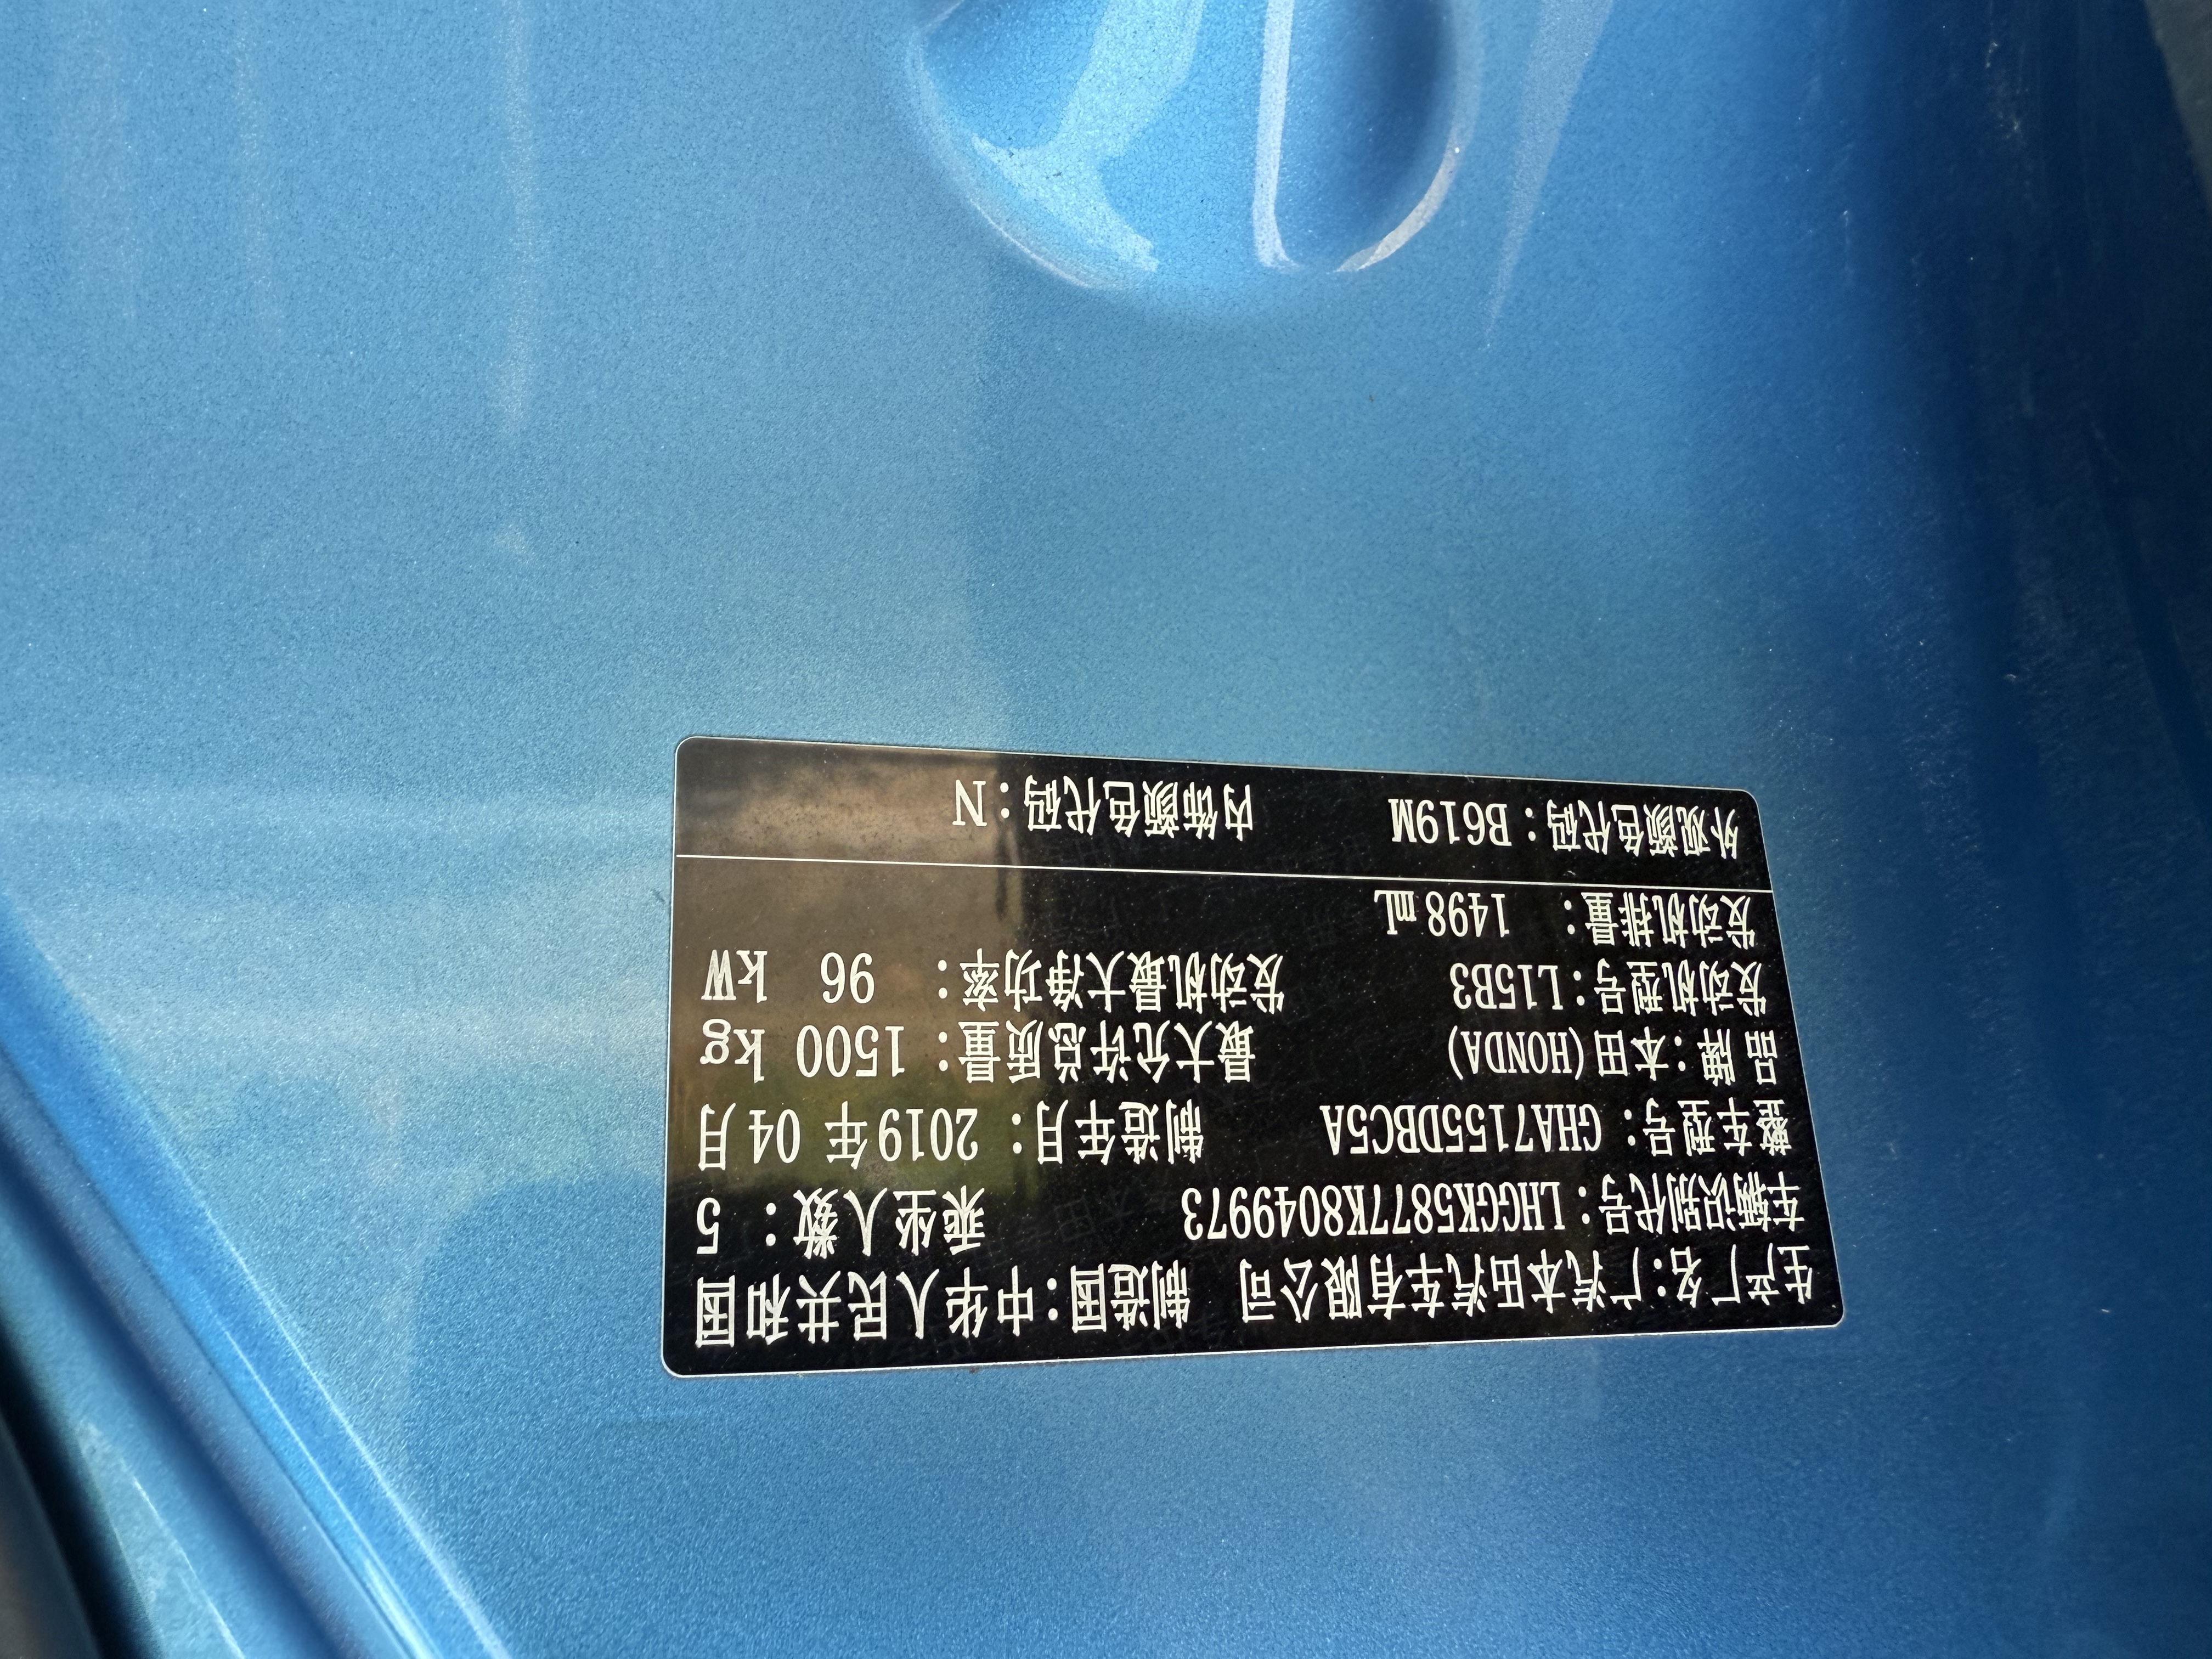 生产厂名:广汽本田汽车有限公司 制造国:中华人民共和国
车辆识别代号:LHGGK5877K8049973 乘坐人数: 5
整车型号: GHA7155DBC5A 制造年月: 2019 年 04 月
品 牌:本田(HONDA) 最大允许总质量: 1500 kg
发动机型号:L15B3 发动机最大净功率: 96 kW
发动机排量: 1498 mL
外观颜色代码:B619M 内饰颜色代码:N